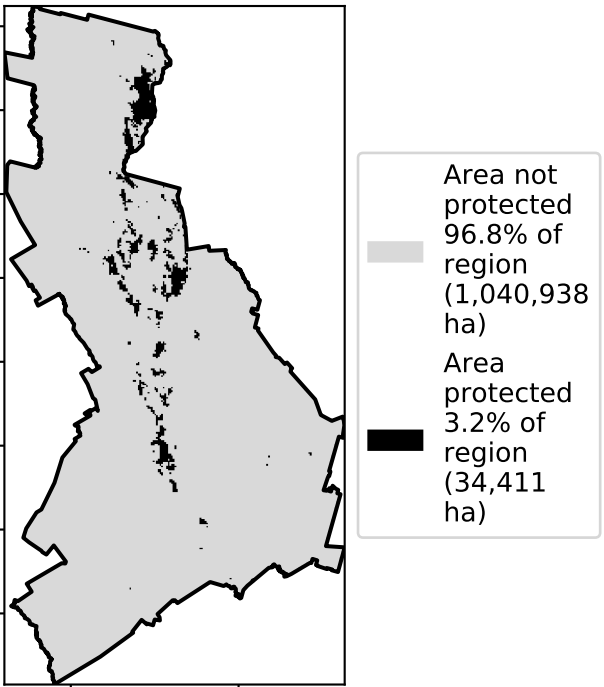 Area not
protected
96.8% of
region
(1,040,938
ha)
Area
protected
3.2% of
region
(34,411
ha)